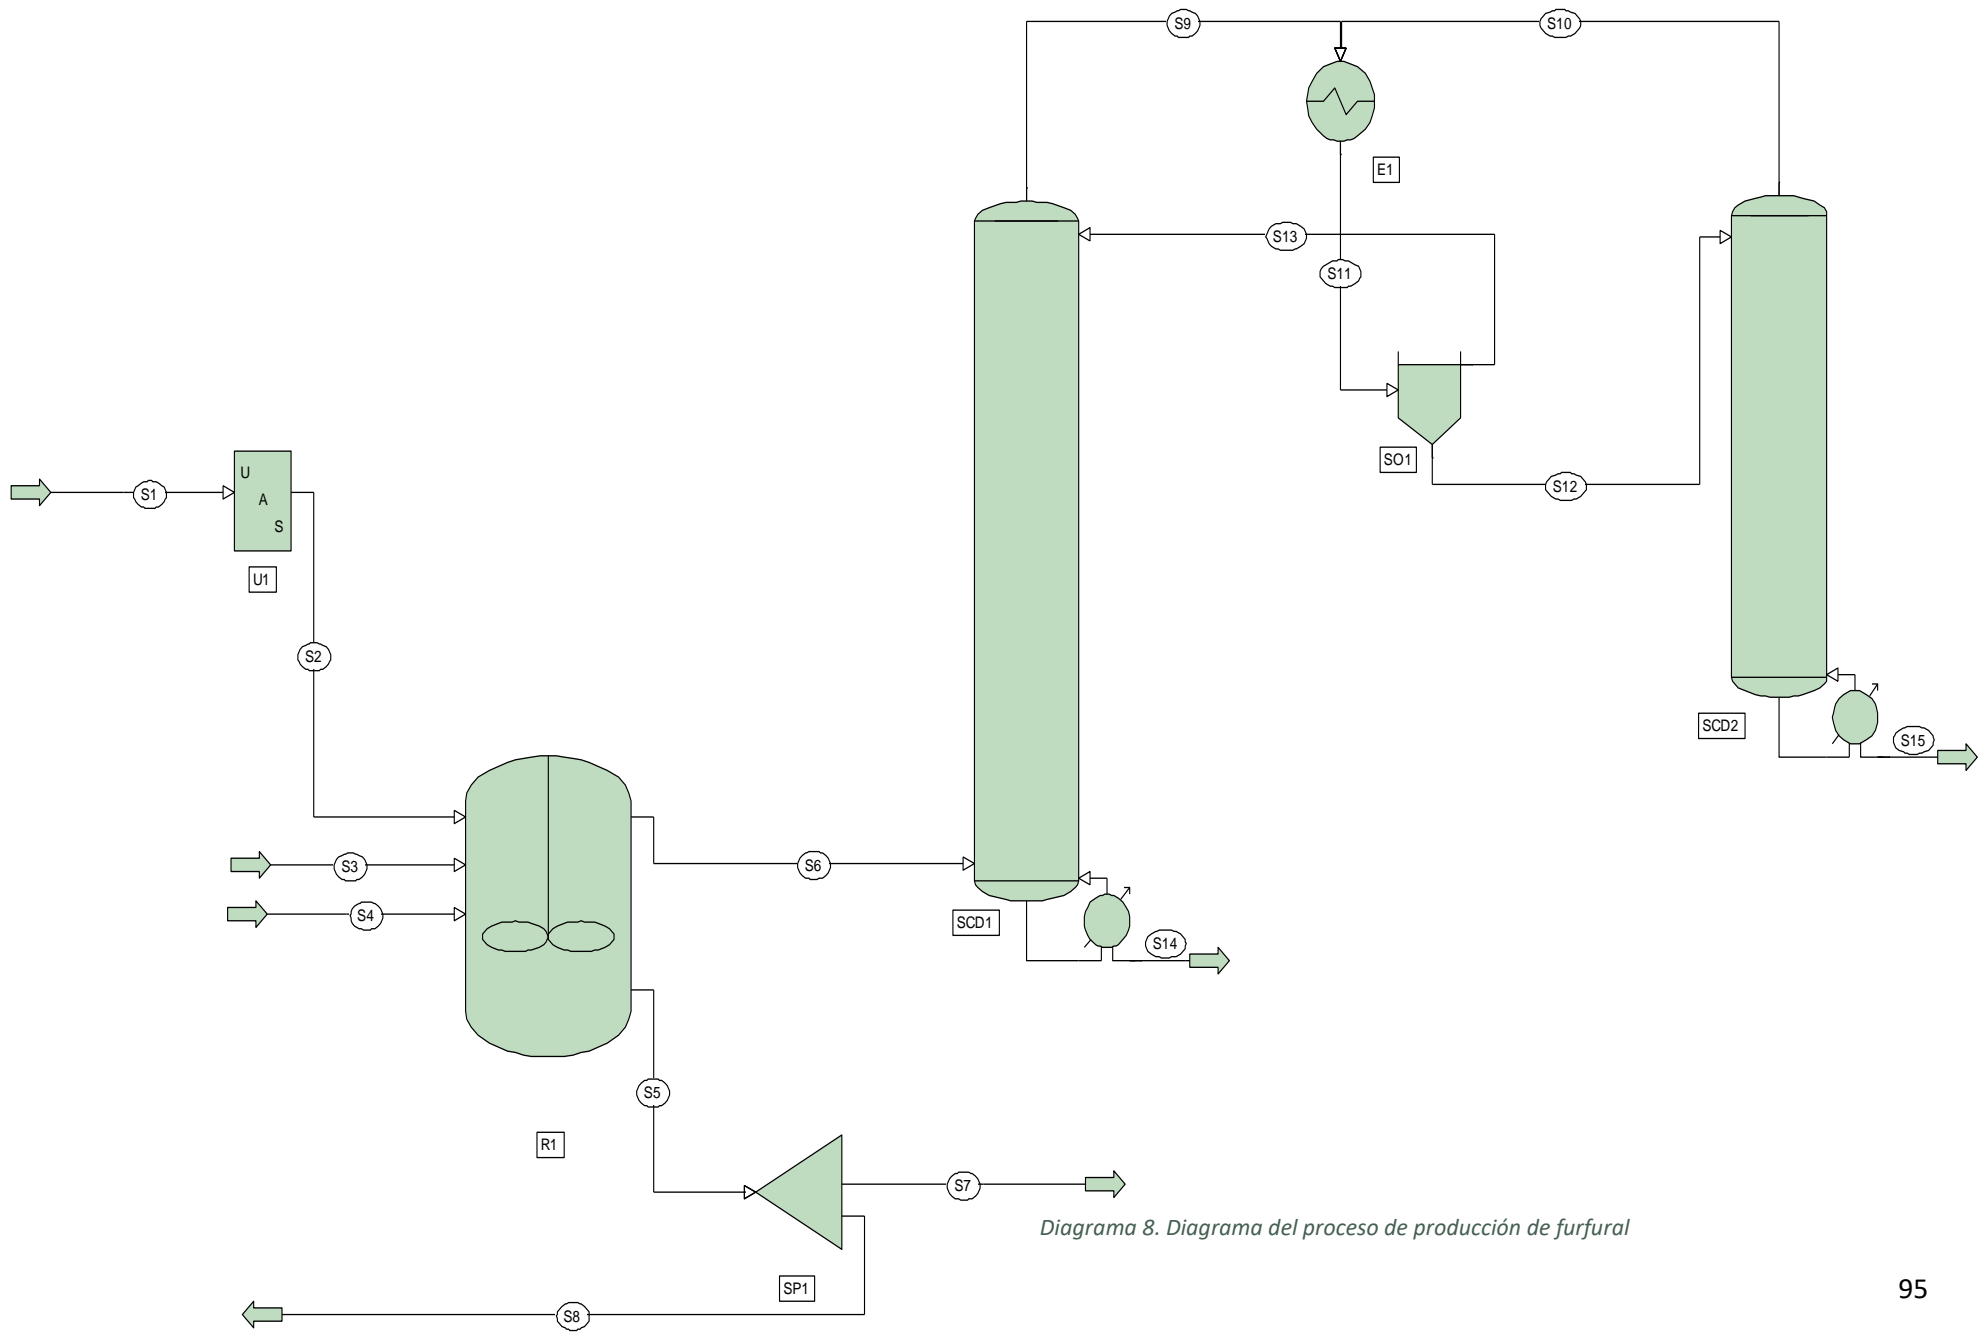 S9
S10
E1
S13
S11
SO1
S12
S1
U
A
S
U1
S2
SCD2
S15
S3
S4
S6
SCD1
S14
S5
R1
S7
Diagrama 8. Diagrama del proceso de producción de furfural
SP1
S8
95